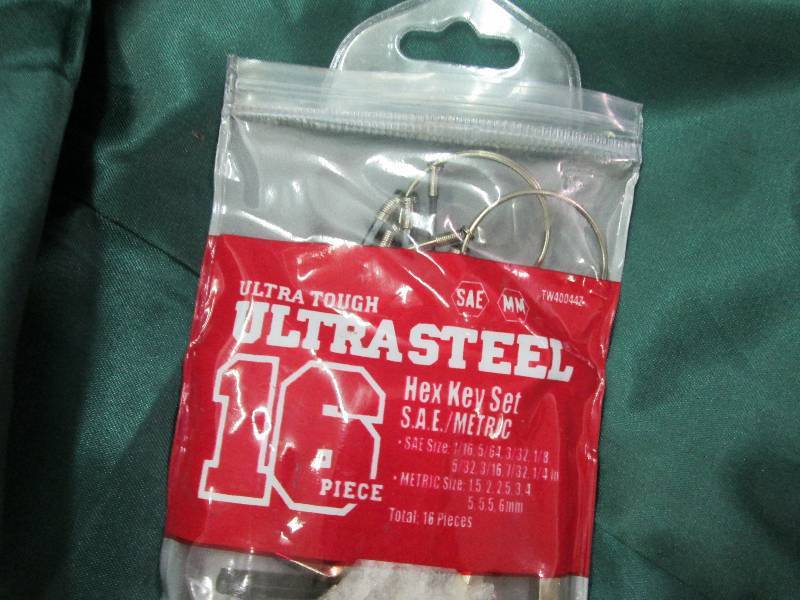 SAE MM TW400442
ULTRA TOUGH
ULTRASTEEL
16
PIECE
Hex Key Set
S.A.E./METRIC
• SAE Size: 1/16, 5/64, 3/32, 1/8
5/32, 3/16, 7/32, 1/4 in
• METRIC Size: 1.5, 2, 2.5, 3, 4
5, 5.5, 6mm
Total: 16 Pieces